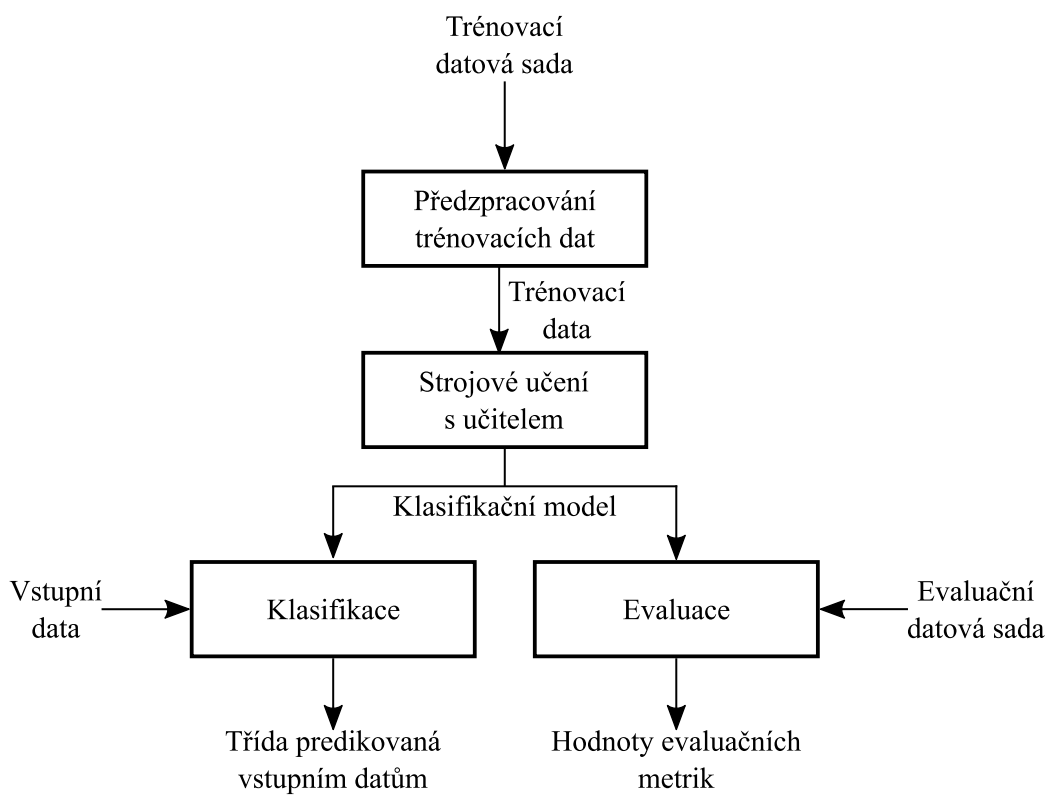 Trénovací
datová sada
Předzpracování
trénovacích dat
Trénovací
data
Strojové učení
s učitelem
Klasifikační model
Vstupní
data
Klasifikace
Evaluace
Evaluační
datová sada
Třída predikovaná
vstupním datům
Hodnoty evaluačních
metrik